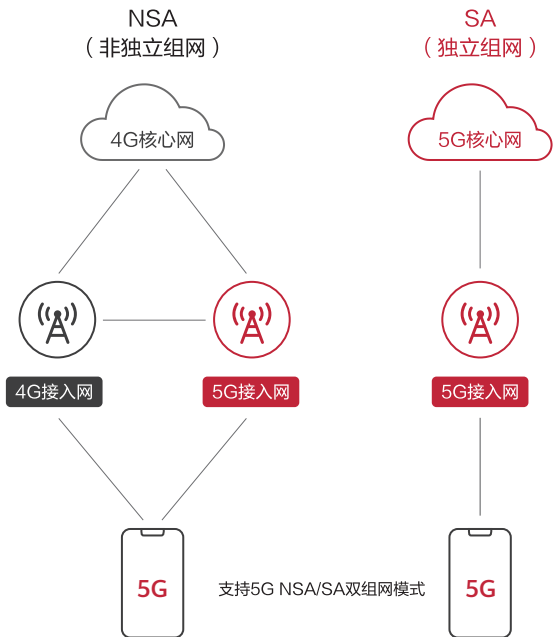 NSA
（非独立组网）
SA
（独立组网）
4G核心网
5G核心网
4G接入网
5G接入网
5G接入网
5G
支持5G NSA/SA双组网模式
5G